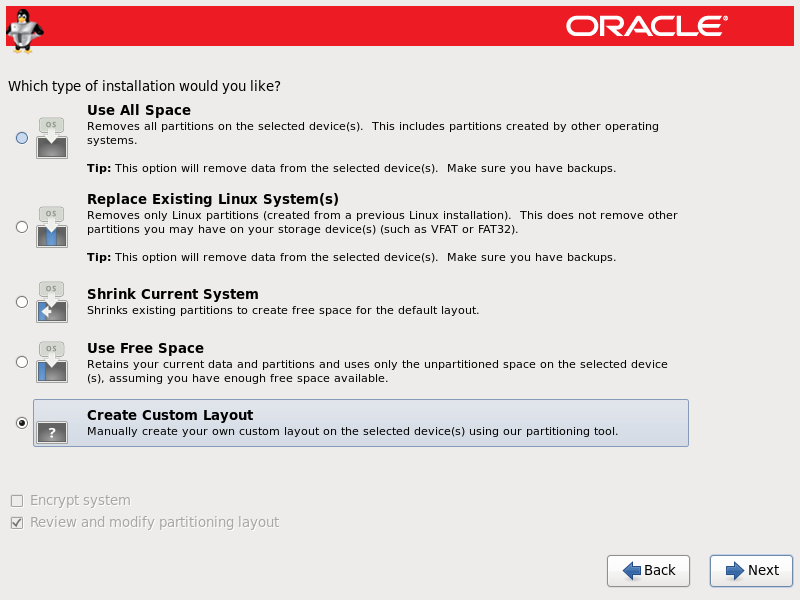 ORACLE®
Which type of installation would you like?
Use All Space
OS
Removes all partitions on the selected device(s).  This includes partitions created by other operating
systems.
Tip: This option will remove data from the selected device(s).  Make sure you have backups.
Replace Existing Linux System(s)
OS
Removes only Linux partitions (created from a previous Linux installation).  This does not remove other
partitions you may have on your storage device(s) (such as VFAT or FAT32).
Tip: This option will remove data from the selected device(s).  Make sure you have backups.
OS
Shrink Current System
Shrinks existing partitions to create free space for the default layout.
OS
Use Free Space
Retains your current data and partitions and uses only the unpartitioned space on the selected device
(s), assuming you have enough free space available.
Create Custom Layout
?
Manually create your own custom layout on the selected device(s) using our partitioning tool.
Encrypt system
Review and modify partitioning layout
Back
Next